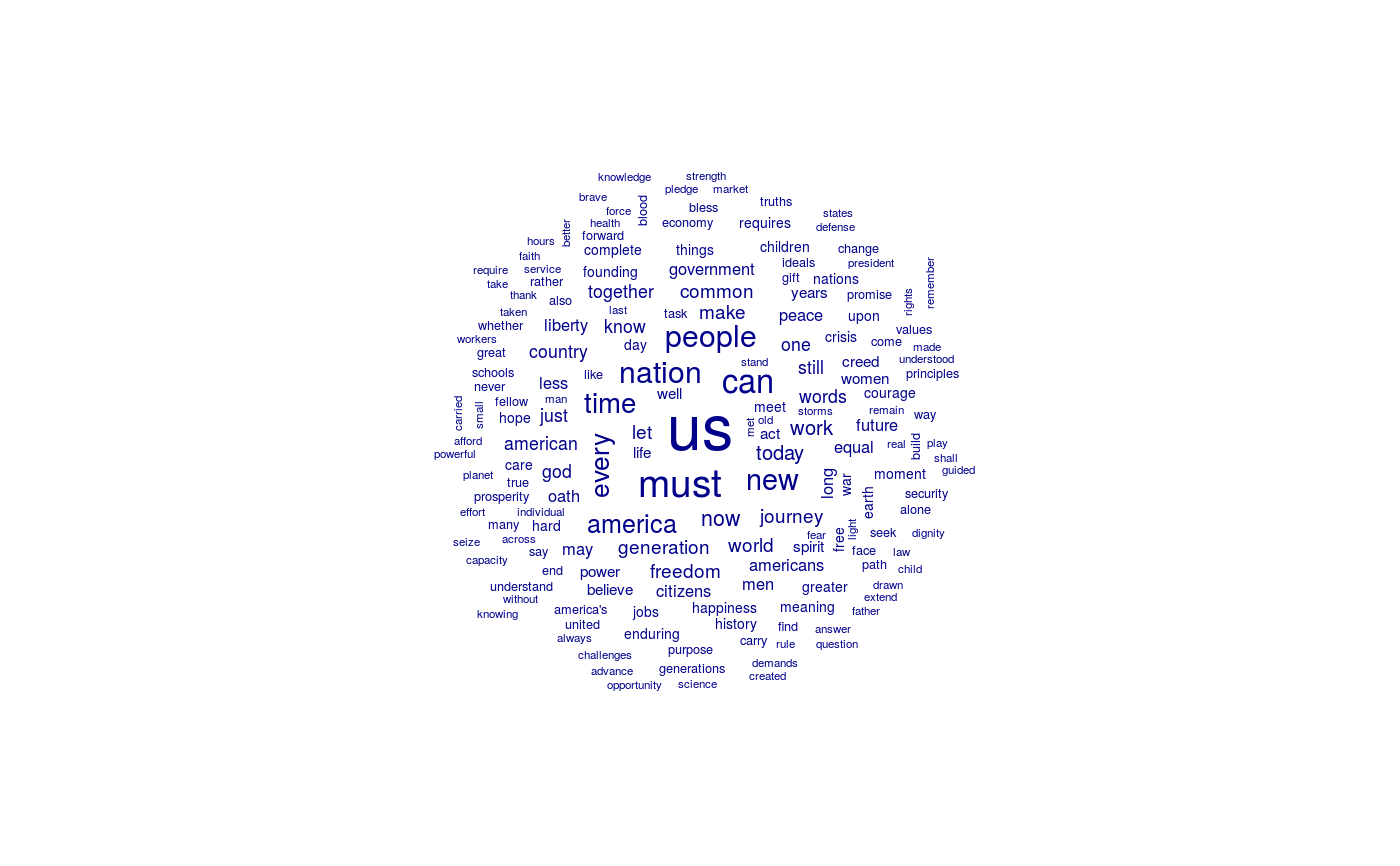 knowledge strength
pledge market
brave blood truths
force bless states
better health economy requires defense
hours forward
faith complete things children change
require service founding government ideals president remember
take rather gift nations
thank also together common years promise rights
taken last task make peace upon
whether liberty know values
workers day people one crisis come made
great country still creed understood
schools like nation stand women principles
never less can
carried small fellow man time well words courage
hope just meet storms remain way
met old
afford american let us act work future
powerful every life today equal real build play
shall
planet care god must new long war moment guided
true
prosperity oath earth security
effort individual alone
many hard america now journey free light
seize across fear seek dignity
capacity say may generation world spirit face law
end power freedom americans path child
understand believe citizens men greater drawn
without extend
knowing america's jobs happiness meaning father
united enduring history find answer
always carry rule question
challenges purpose
advance generations demands
opportunity science created